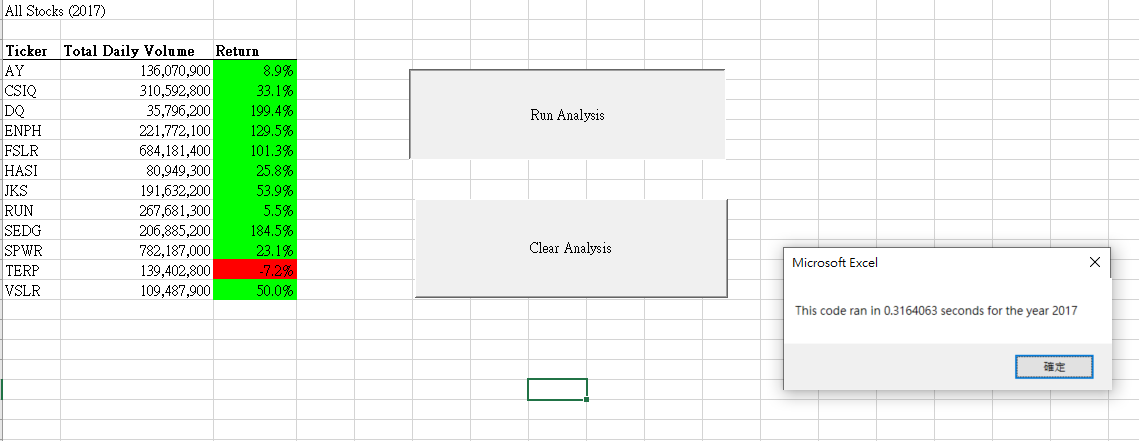 All Stocks (2017)
Ticker Total Daily Volume Return
AY 136,070,900 8.9%
CSIQ 310,592,800 33.1%
DQ 35,796,200 199.4%
ENPH 221,772,100 129.5%
FSLR 684,181,400 101.3%
HASI 80,949,300 25.8%
JKS 191,632,200 53.9%
RUN 267,681,300 5.5%
SEDG 206,885,200 184.5%
SPWR 782,187,000 23.1%
TERP 139,402,800 -7.2%
VSLR 109,487,900 50.0%
Run Analysis
Clear Analysis
Microsoft Excel
This code ran in 0.3164063 seconds for the year 2017
確定